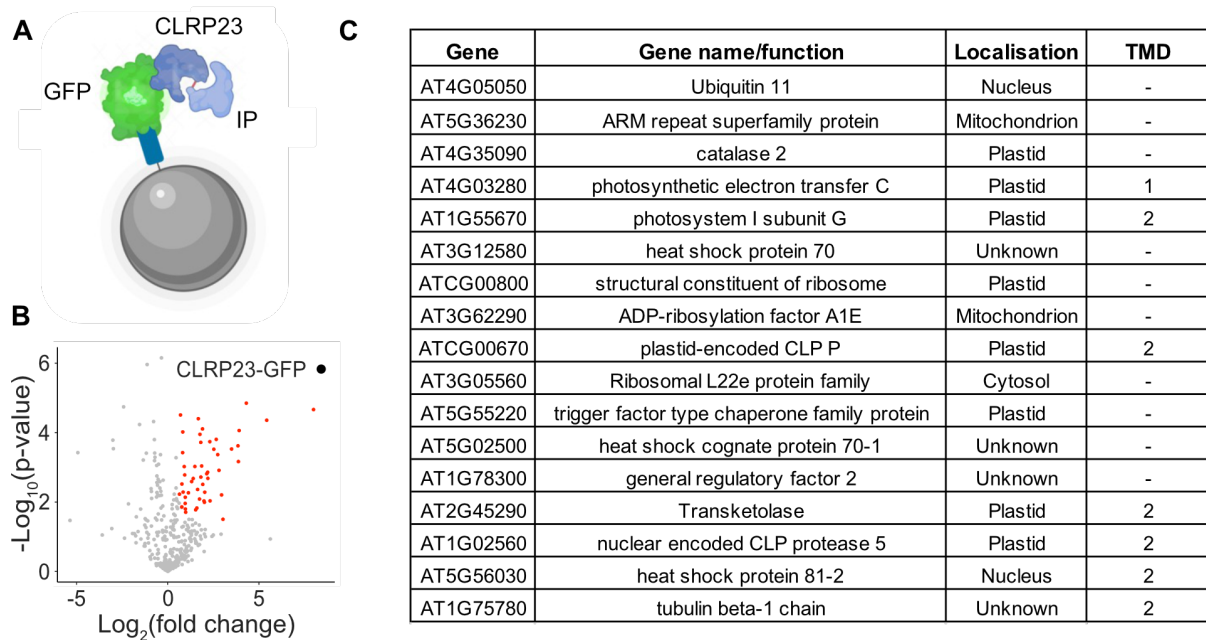 A
CLRP23
GFP
IP
B
6
4
2
0
-Log10(p-value)
CLRP23-GFP
-5 0 5
Log2(fold change)
C
Gene Gene name/function Localisation TMD
AT4G05050 Ubiquitin 11 Nucleus -
AT5G36230 ARM repeat superfamily protein Mitochondrion -
AT4G35090 catalase 2 Plastid -
AT4G03280 photosynthetic electron transfer C Plastid 1
AT1G55670 photosystem I subunit G Plastid 2
AT3G12580 heat shock protein 70 Unknown -
ATCG00800 structural constituent of ribosome Plastid -
AT3G62290 ADP-ribosylation factor A1E Mitochondrion -
ATCG00670 plastid-encoded CLP P Plastid 2
AT3G05560 Ribosomal L22e protein family Cytosol -
AT5G55220 trigger factor type chaperone family protein Plastid -
AT5G02500 heat shock cognate protein 70-1 Unknown -
AT1G78300 general regulatory factor 2 Unknown -
AT2G45290 Transketolase Plastid 2
AT1G02560 nuclear encoded CLP protease 5 Plastid 2
AT5G56030 heat shock protein 81-2 Nucleus 2
AT1G75780 tubulin beta-1 chain Unknown 2